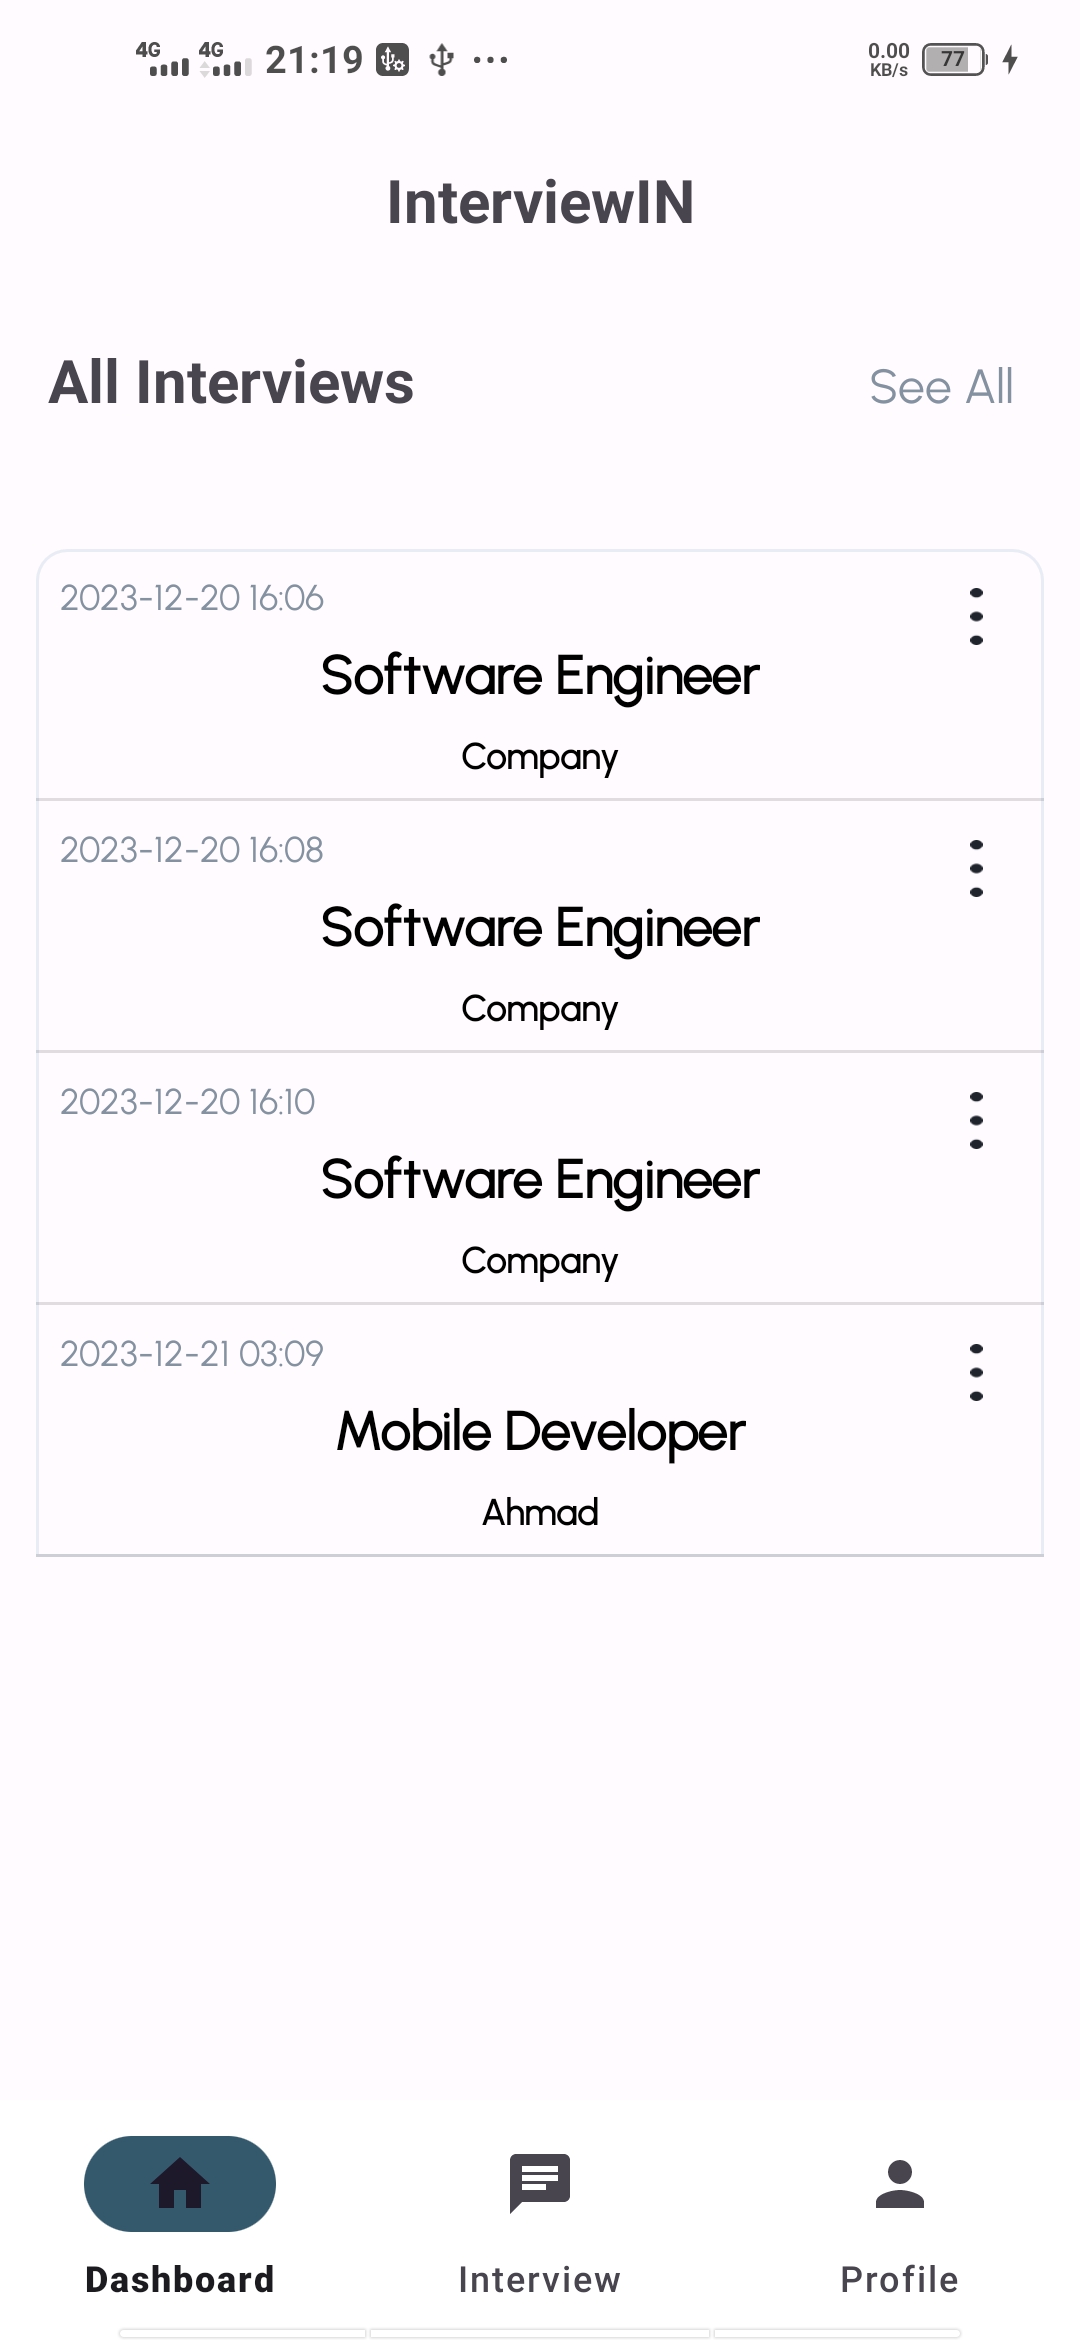 4G 4G 21:19 0.00 KB/s 77
InterviewIN
All Interviews See All
2023-12-20 16:06
Software Engineer
Company
2023-12-20 16:08
Software Engineer
Company
2023-12-20 16:10
Software Engineer
Company
2023-12-21 03:09
Mobile Developer
Ahmad
Dashboard Interview Profile